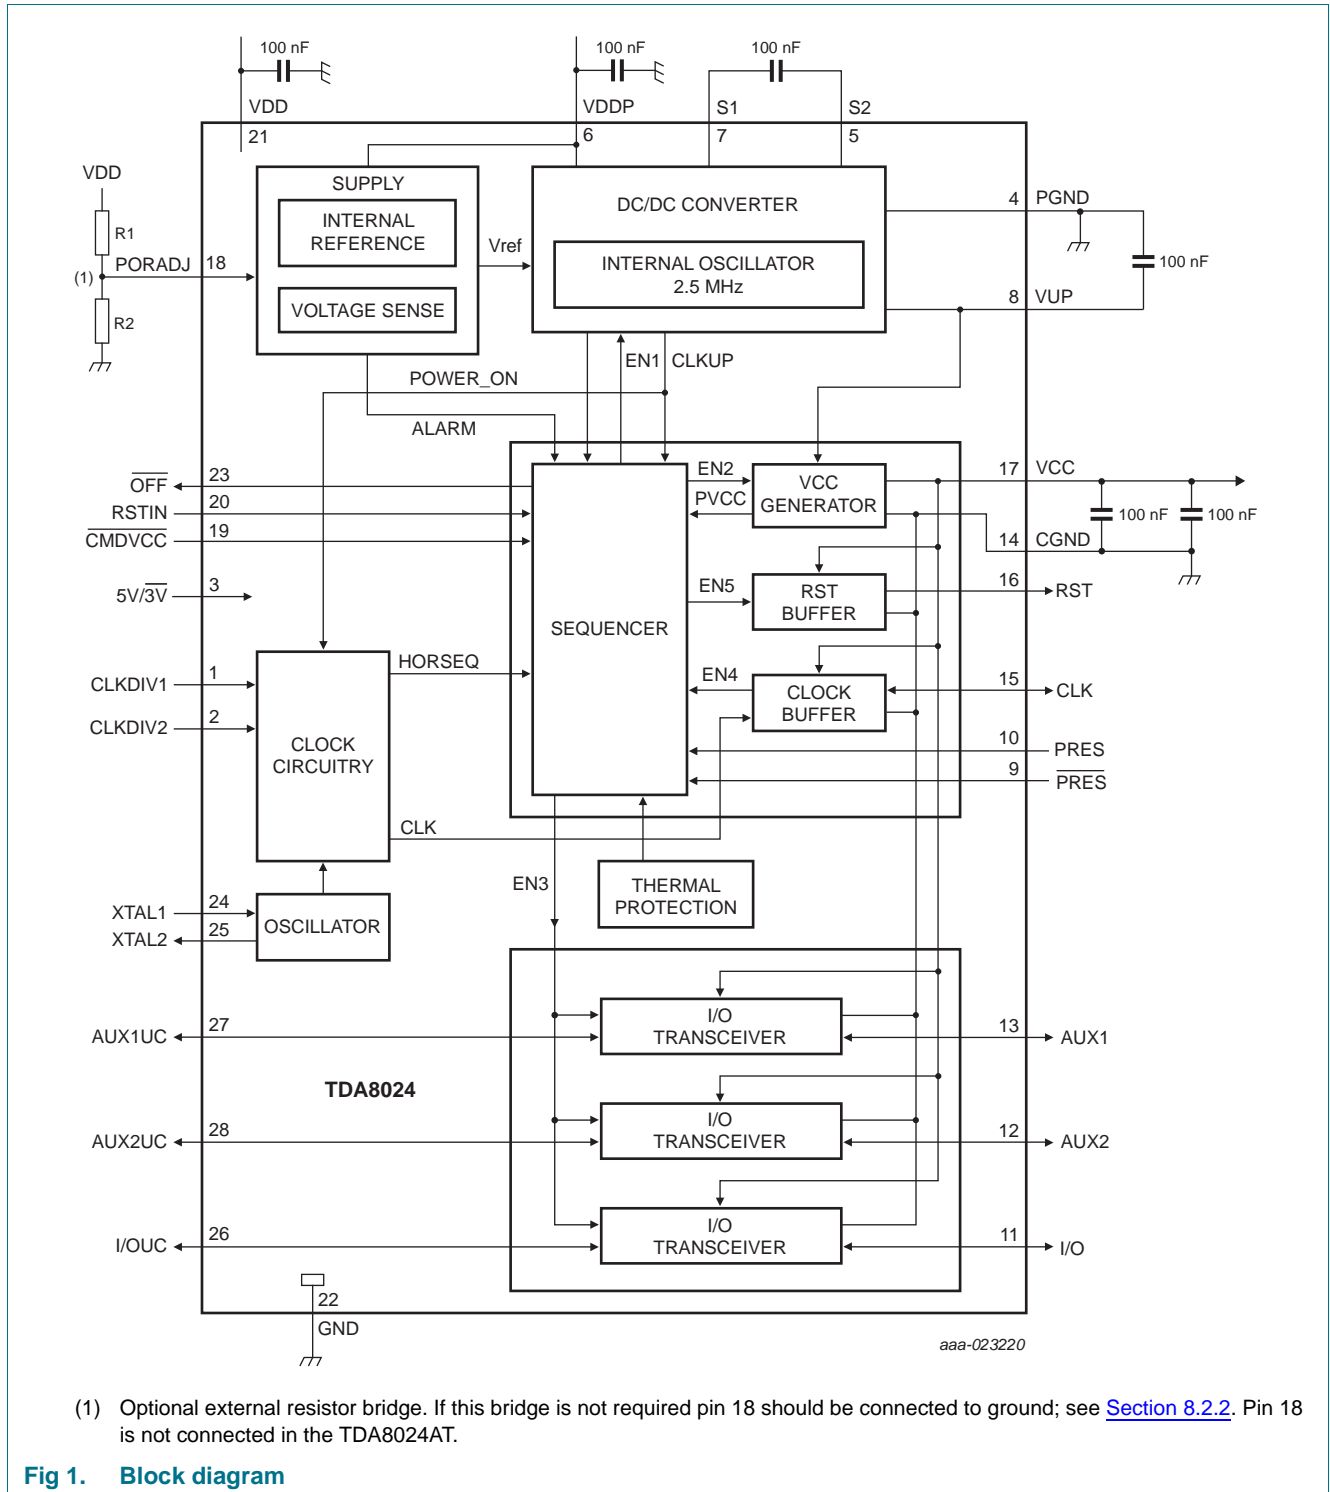 100 nF
100 nF
100 nF
VDD
VDDP
S1
S2
21
6
7
5
VDD
SUPPLY
INTERNAL
REFERENCE
VOLTAGE SENSE
DC/DC CONVERTER
INTERNAL OSCILLATOR
2.5 MHz
4
PGND
R1
Vref
PORADJ
18
(1)
100 nF
8
VUP
R2
EN1
CLKUP
POWER_ON
ALARM
23
OFF
20
RSTIN
19
CMDVCC
3
5V/3V
EN2
PVCC
VCC
GENERATOR
17
VCC
100 nF
100 nF
14
CGND
16
RST
EN5
RST
BUFFER
SEQUENCER
HORSEQ
1
CLKDIV1
2
CLKDIV2
CLOCK
CIRCUITRY
EN4
CLOCK
BUFFER
15
CLK
10
PRES
9
PRES
CLK
EN3
THERMAL
PROTECTION
24
XTAL1
25
XTAL2
OSCILLATOR
27
AUX1UC
I/O
TRANSCEIVER
13
AUX1
TDA8024
28
AUX2UC
I/O
TRANSCEIVER
12
AUX2
26
I/OUC
I/O
TRANSCEIVER
11
I/O
22
GND
aaa-023220
(1) Optional external resistor bridge. If this bridge is not required pin 18 should be connected to ground; see Section 8.2.2. Pin 18
is not connected in the TDA8024AT.
Fig 1. Block diagram